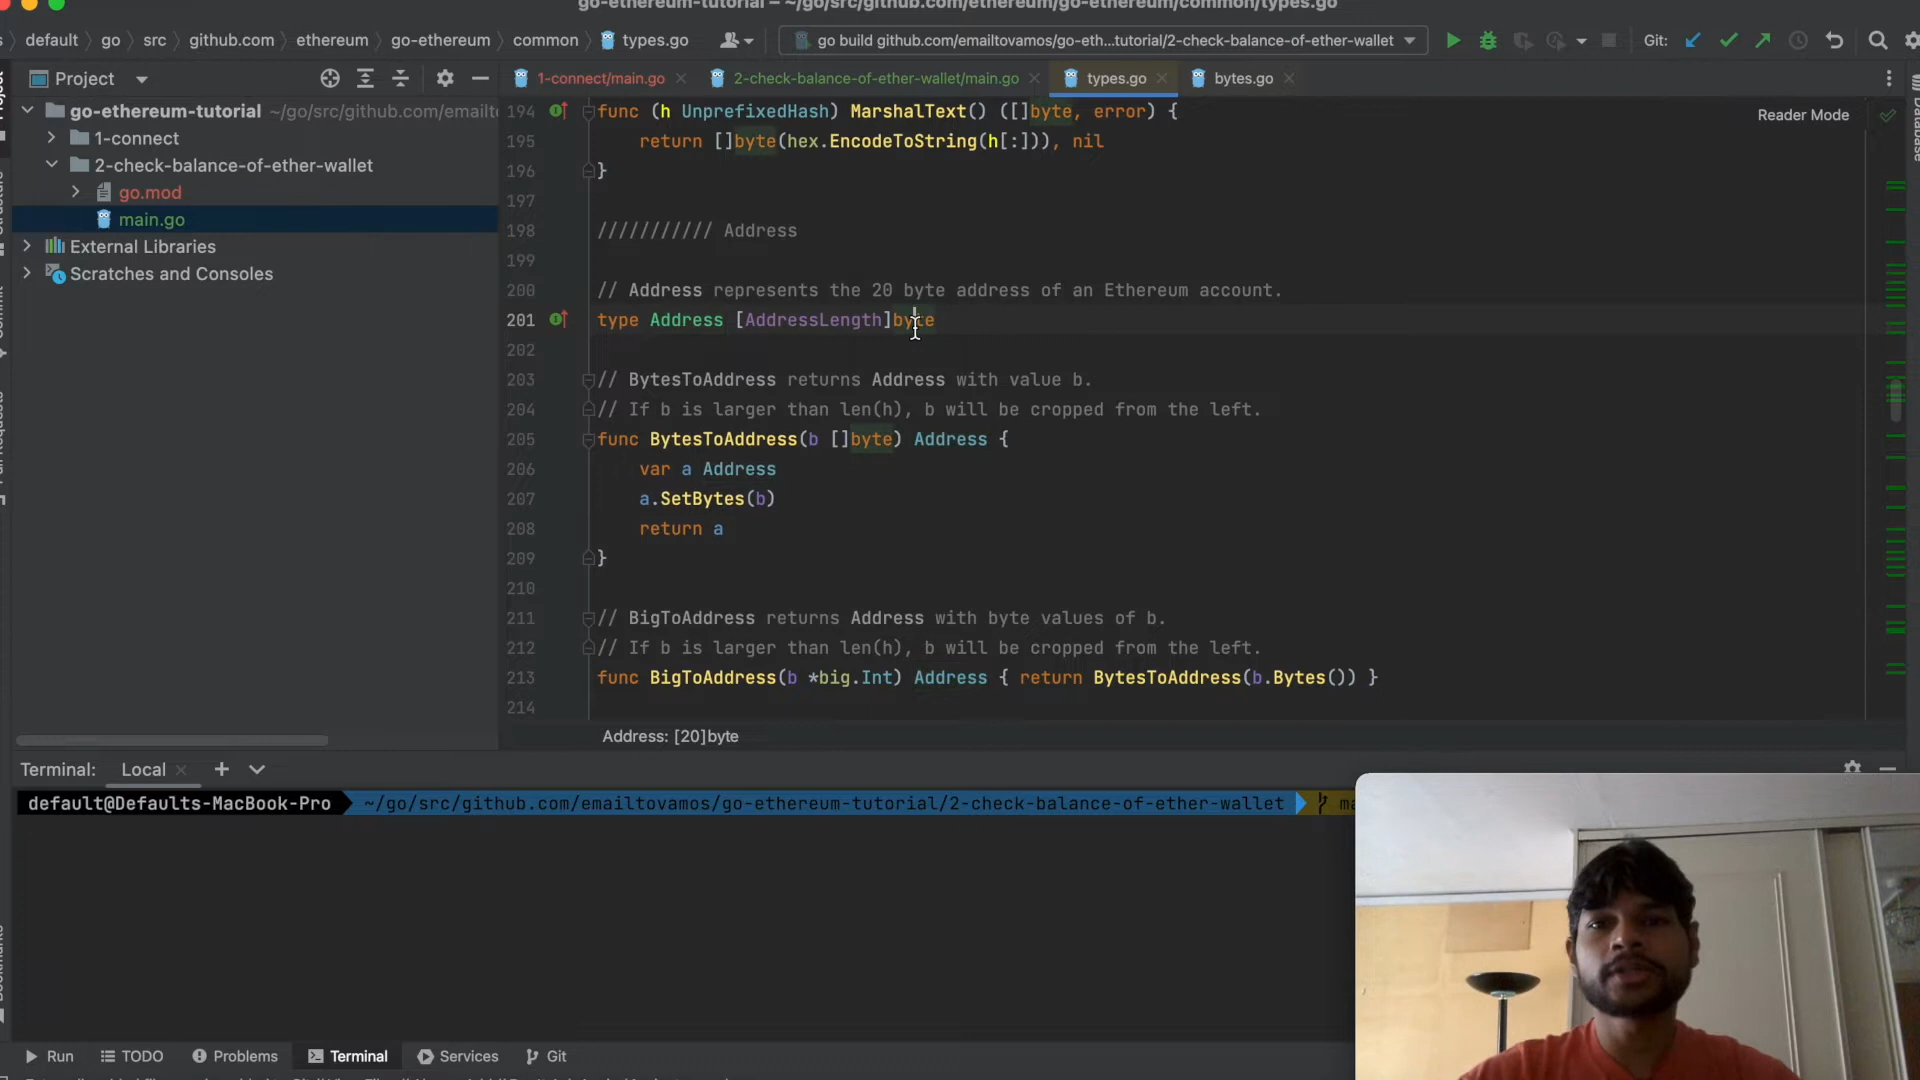 go-ethereum-tutorial – ~/go/src/github.com/ethereum/go-ethereum/common/types.go
default go src github.com ethereum go-ethereum common types.go go build github.com/emailtovamos/go-eth...tutorial/2-check-balance-of-ether-wallet Git:
Project 1-connect/main.go 2-check-balance-of-ether-wallet/main.go types.go bytes.go
go-ethereum-tutorial ~/go/src/github.com/emailt
1-connect
2-check-balance-of-ether-wallet
go.mod
main.go
External Libraries
Scratches and Consoles
Reader Mode
Database
194 func (h UnprefixedHash) MarshalText() ([]byte, error) {
195 return []byte(hex.EncodeToString(h[:])), nil
196 }
197
198 /////////// Address
199
200 // Address represents the 20 byte address of an Ethereum account.
201 type Address [AddressLength]byte
202
203 // BytesToAddress returns Address with value b.
204 // If b is larger than len(h), b will be cropped from the left.
205 func BytesToAddress(b []byte) Address {
206 var a Address
207 a.SetBytes(b)
208 return a
209 }
210
211 // BigToAddress returns Address with byte values of b.
212 // If b is larger than len(h), b will be cropped from the left.
213 func BigToAddress(b *big.Int) Address { return BytesToAddress(b.Bytes()) }
214
Address: [20]byte
Terminal: Local
default@Defaults-MacBook-Pro ~/go/src/github.com/emailtovamos/go-ethereum-tutorial/2-check-balance-of-ether-wallet
Run TODO Problems Terminal Services Git